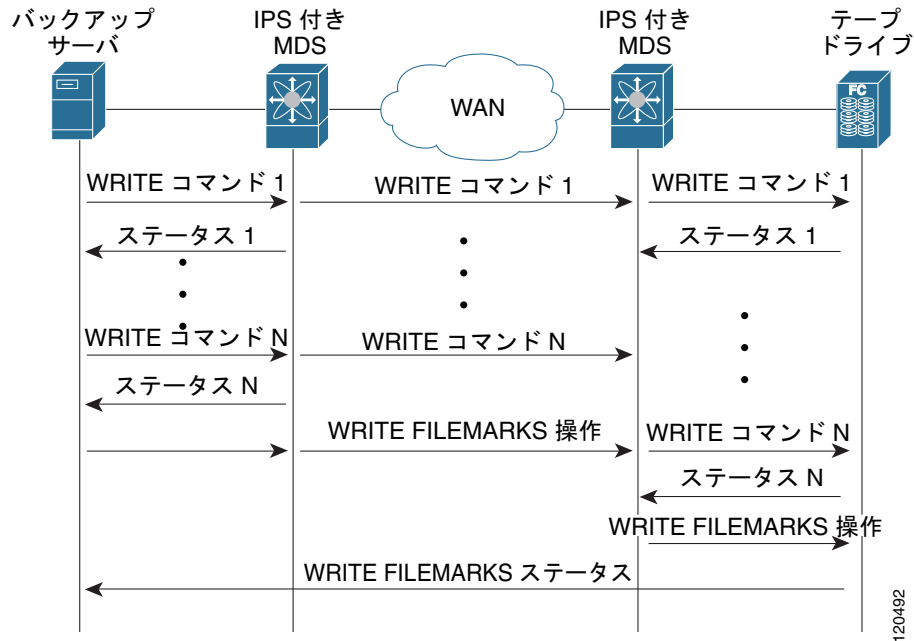 バックアップ
サーバ
IPS 付き
MDS
IPS 付き
MDS
テープ
ドライブ
WAN
FC
WRITE コマンド 1
WRITE コマンド 1
WRITE コマンド 1
ステータス 1
ステータス 1
WRITE コマンド N
WRITE コマンド N
ステータス N
WRITE FILEMARKS 操作
WRITE コマンド N
ステータス N
WRITE FILEMARKS 操作
WRITE FILEMARKS ステータス
120492